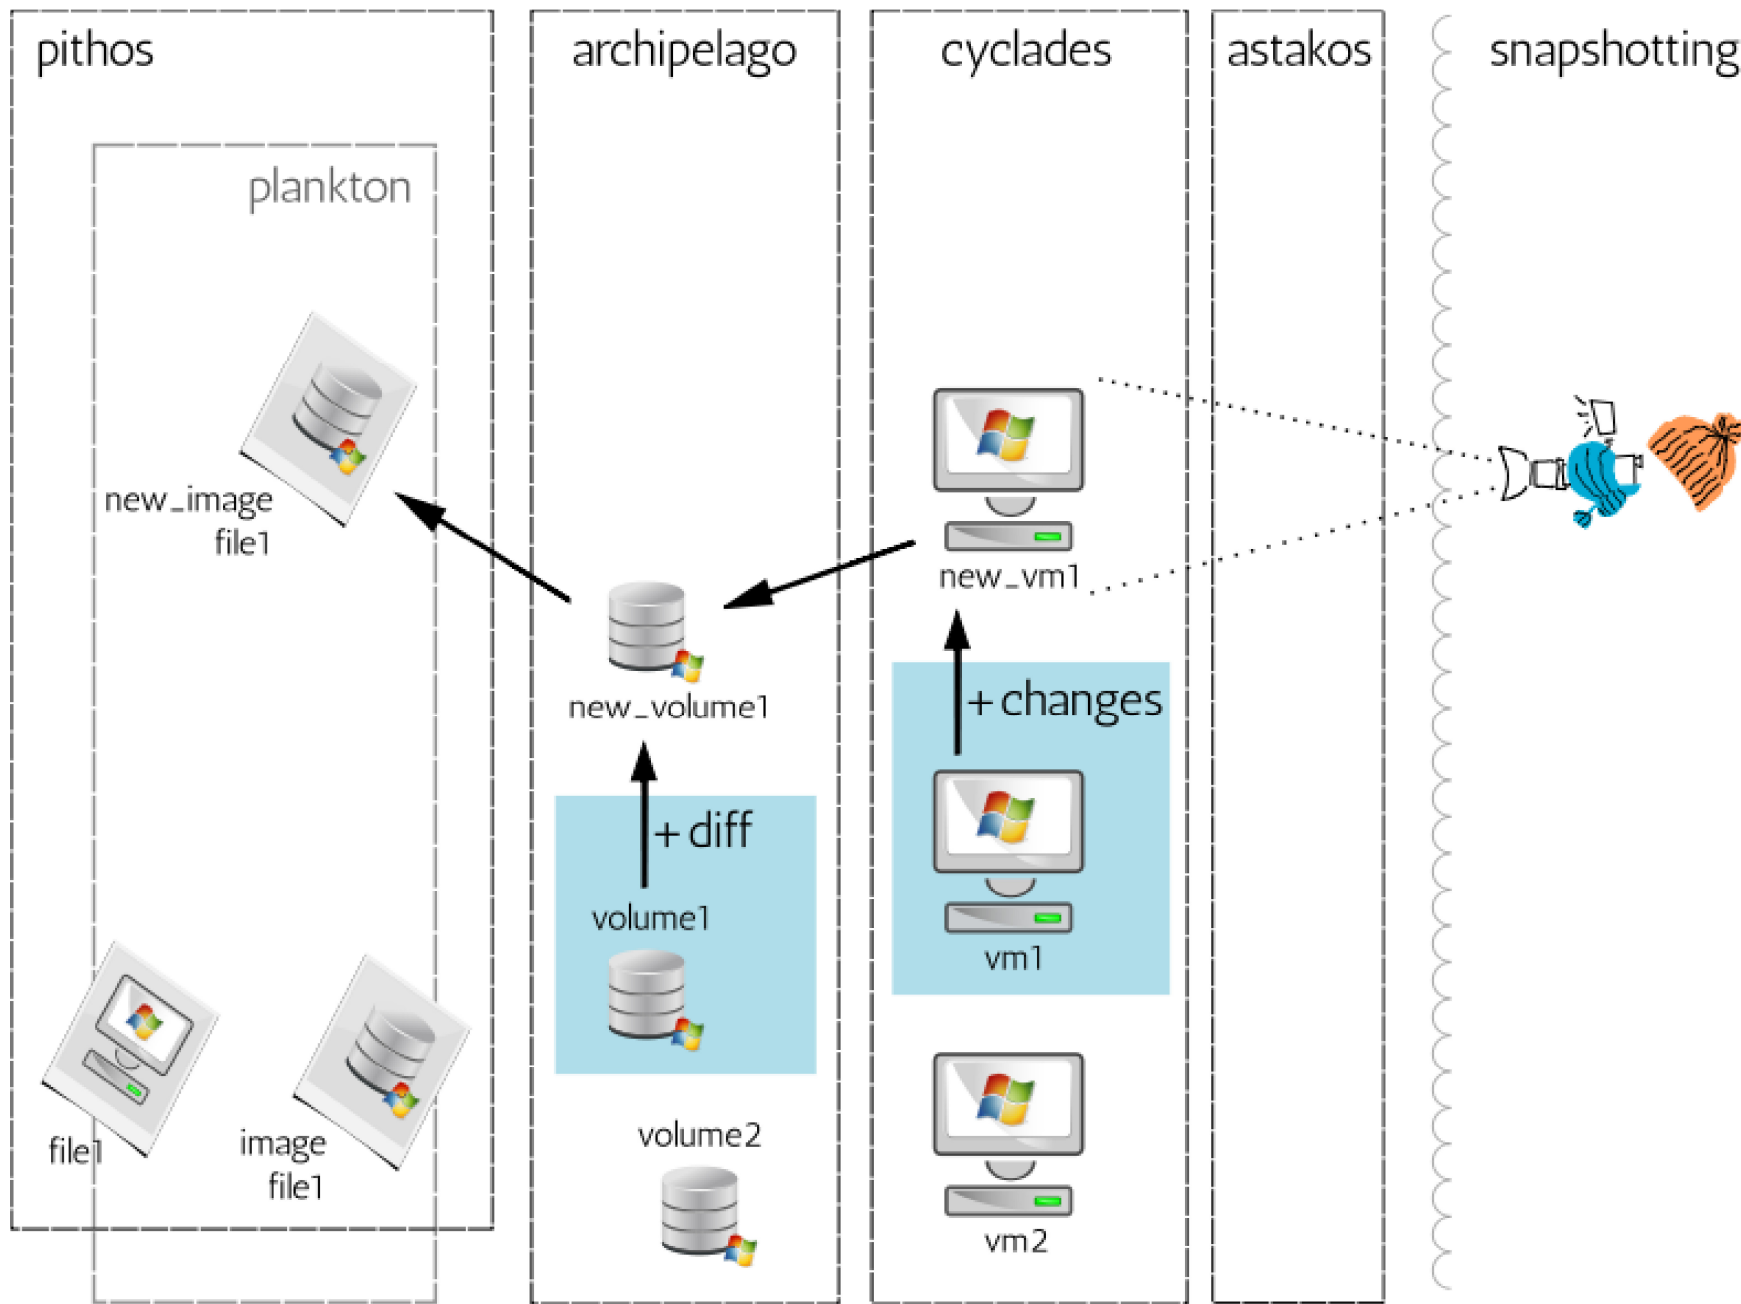 pithos
archipelago
cyclades
astakos
snapshotting
plankton
new_image
file1
new_vm1
new_volume1
+ changes
+ diff
volume1
vm1
file1
image
file1
volume2
vm2